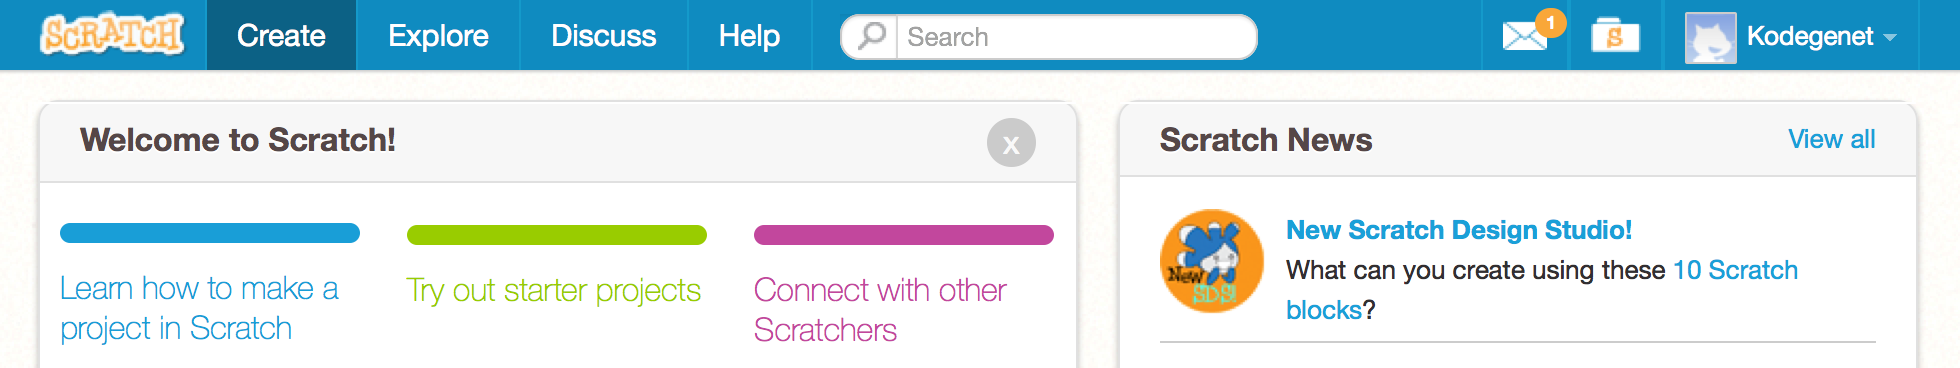 SCRATCH
Create
Explore
Discuss
Help
Search
1
S
Kodegenet
Welcome to Scratch!
x
Learn how to make a
project in Scratch
Try out starter projects
Connect with other
Scratchers
Scratch News
View all
New
SDS!
New Scratch Design Studio!
What can you create using these 10 Scratch
blocks?